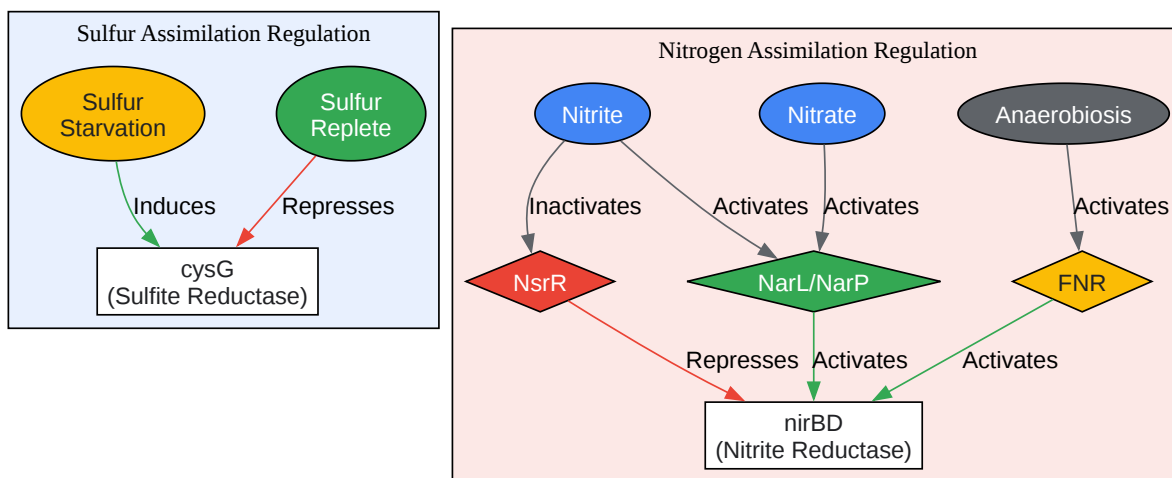 Sulfur Assimilation Regulation
Sulfur
Starvation
Sulfur
Replete
Induces
Represses
cysG
(Sulfite Reductase)
Nitrogen Assimilation Regulation
Nitrite
Nitrate
Anaerobiosis
Inactivates
Activates
Activates
Activates
NsrR
NarL/NarP
FNR
Represses
Activates
Activates
nirBD
(Nitrite Reductase)